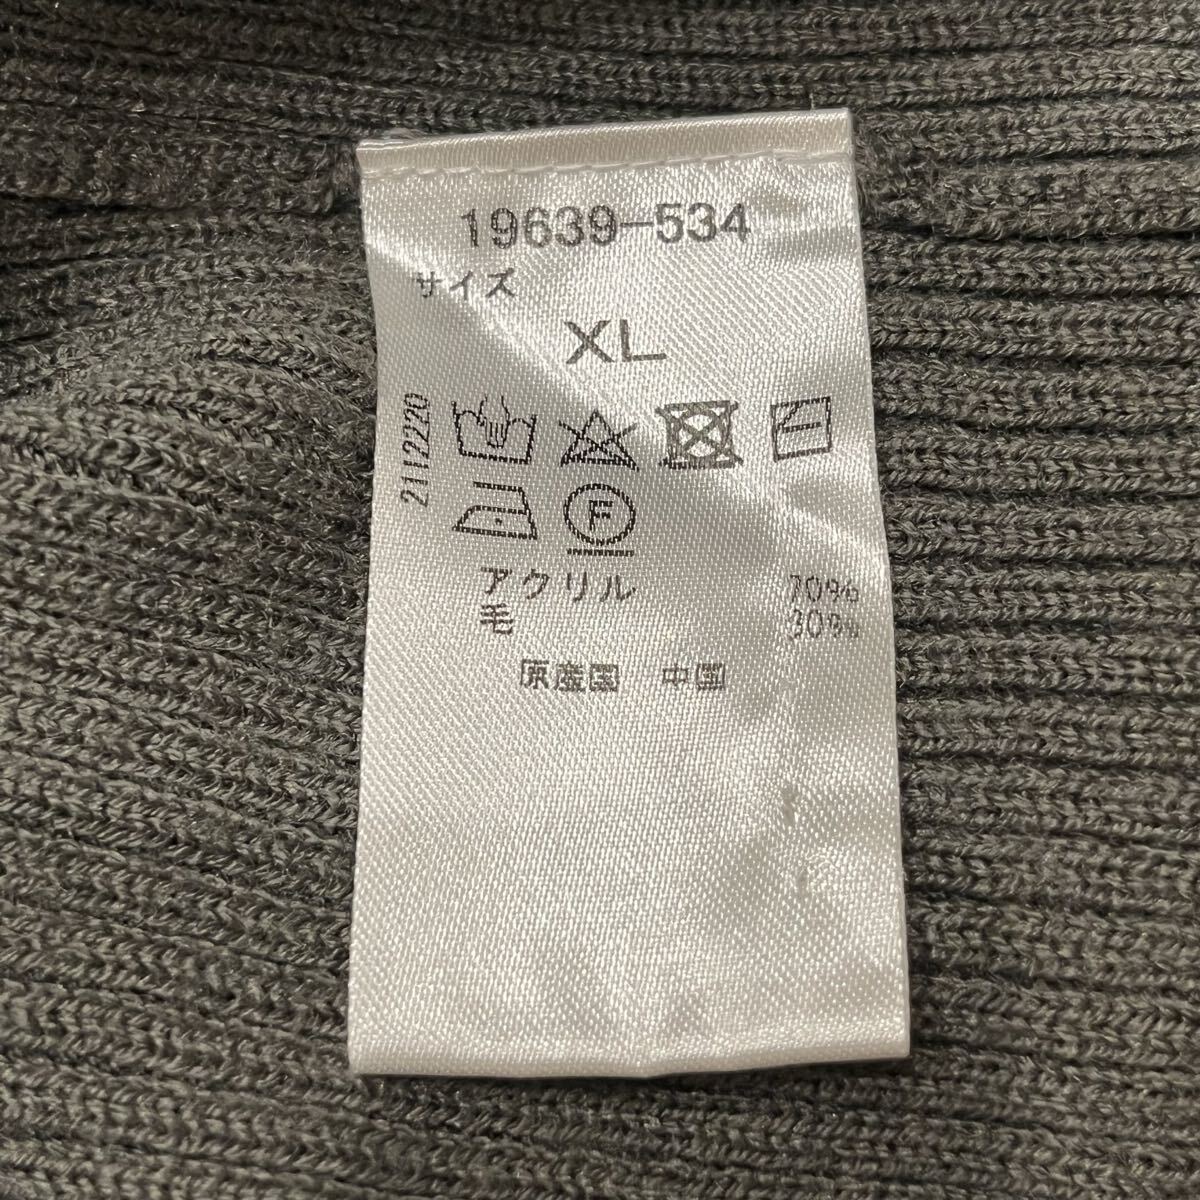 19639-534
サイズ
XL
2112220
F
アクリル 70%
毛 30%
原産国 中国